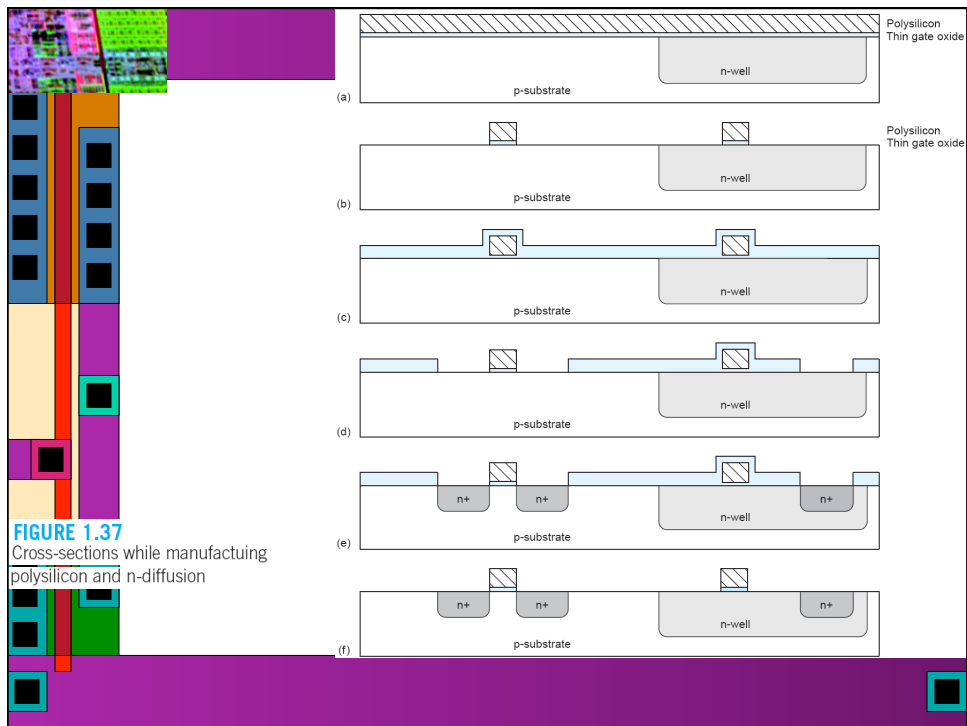 Polysilicon
Thin gate oxide
n-well
p-substrate
(a)
Polysilicon
Thin gate oxide
n-well
p-substrate
(b)
n-well
p-substrate
(c)
n-well
p-substrate
(d)
n+ n+ n+
n-well
p-substrate
(e)
n+ n+ n+
n-well
p-substrate
(f)
FIGURE 1.37
Cross-sections while manufactuing
polysilicon and n-diffusion